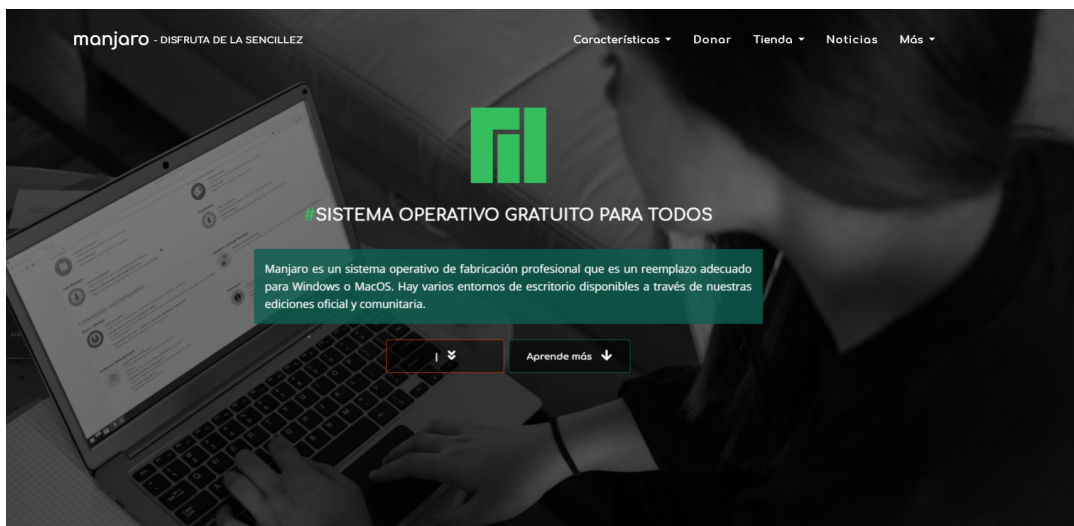 manjaro - DISFRUTA DE LA SENCILLEZ
Características Donar Tienda Noticias Más
#SISTEMA OPERATIVO GRATUITO PARA TODOS
Manjaro es un sistema operativo de fabricación profesional que es un reemplazo adecuado
para Windows o MacOS. Hay varios entornos de escritorio disponibles a través de nuestras
ediciones oficial y comunitaria.
|
Aprende más